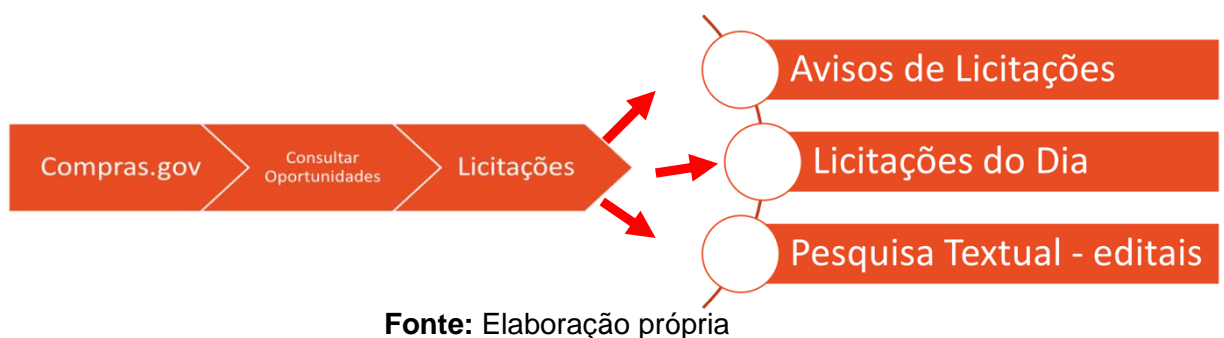 Compras.gov
Consultar
Oportunidades
Licitações
Avisos de Licitações
Licitações do Dia
Pesquisa Textual - editais
Fonte: Elaboração própria